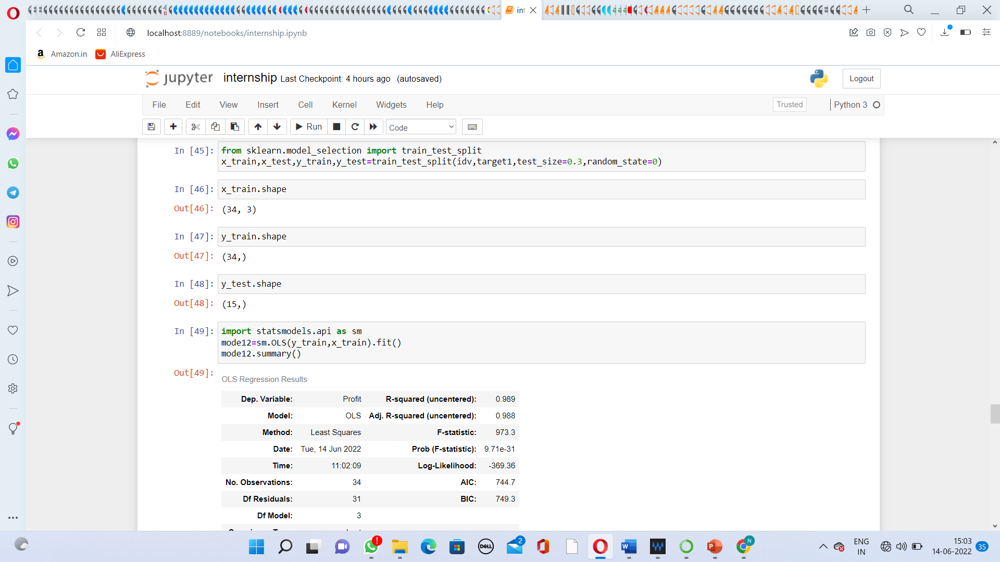 int
localhost:8889/notebooks/internship.ipynb
Amazon.in AliExpress
jupyter internship Last Checkpoint: 4 hours ago (autosaved) Logout
File Edit View Insert Cell Kernel Widgets Help Trusted Python 3
Run Code
In [45]: from sklearn.model_selection import train_test_split
x_train,x_test,y_train,y_test=train_test_split(idv,target1,test_size=0.3,random_state=0)
In [46]: x_train.shape
Out[46]: (34, 3)
In [47]: y_train.shape
Out[47]: (34,)
In [48]: y_test.shape
Out[48]: (15,)
In [49]: import statsmodels.api as sm
mode12=sm.OLS(y_train,x_train).fit()
mode12.summary()
Out[49]:
OLS Regression Results
Dep. Variable: Profit R-squared (uncentered): 0.989
Model: OLS Adj. R-squared (uncentered): 0.988
Method: Least Squares F-statistic: 973.3
Date: Tue, 14 Jun 2022 Prob (F-statistic): 9.71e-31
Time: 11:02:09 Log-Likelihood: -369.36
No. Observations: 34 AIC: 744.7
Df Residuals: 31 BIC: 749.3
Df Model: 3
DELL 2 N ENG IN 15:03 14-06-2022 35